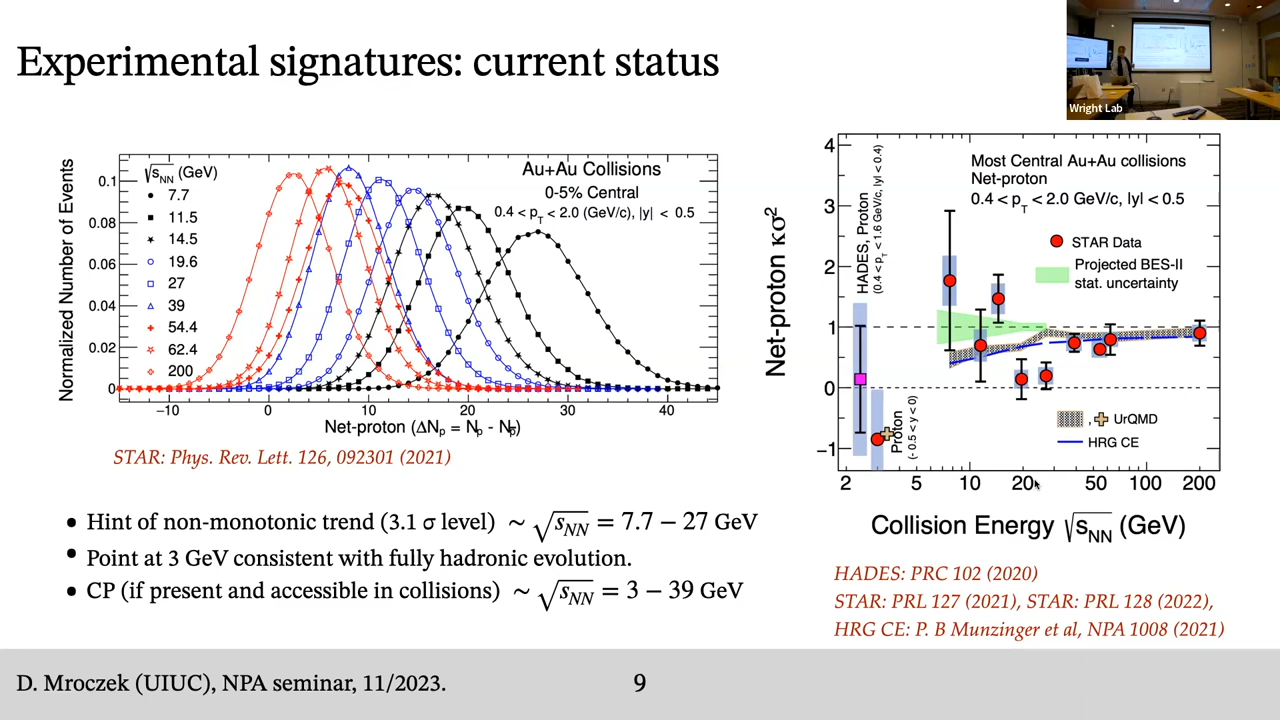 Experimental signatures: current status
Wright Lab
Normalized Number of Events
0.1
0.08
0.06
0.04
0.02
0
√sNN (GeV)
7.7
11.5
14.5
19.6
27
39
54.4
62.4
200
Au+Au Collisions
0-5% Central
0.4 < pT < 2.0 (GeV/c), |y| < 0.5
−10 0 10 20 30 40
Net-proton (ΔNp = Np - Np̅)
STAR: Phys. Rev. Lett. 126, 092301 (2021)
Net-proton κσ²
4
3
2
1
0
−1
HADES, Proton
(0.4 < pT < 1.6 GeV/c, |y| < 0.4)
Most Central Au+Au collisions
Net-proton
0.4 < pT < 2.0 GeV/c, |y| < 0.5
STAR Data
Projected BES-II
stat. uncertainty
Proton
(- 0.5 < y < 0)
, UrQMD
HRG CE
2 5 10 20 50 100 200
Collision Energy √sNN (GeV)
HADES: PRC 102 (2020)
STAR: PRL 127 (2021), STAR: PRL 128 (2022),
HRG CE: P. B Munzinger et al, NPA 1008 (2021)
• Hint of non-monotonic trend (3.1 σ level) ∼ √sNN = 7.7 − 27 GeV
• Point at 3 GeV consistent with fully hadronic evolution.
• CP (if present and accessible in collisions) ∼ √sNN = 3 − 39 GeV
D. Mroczek (UIUC), NPA seminar, 11/2023.
9